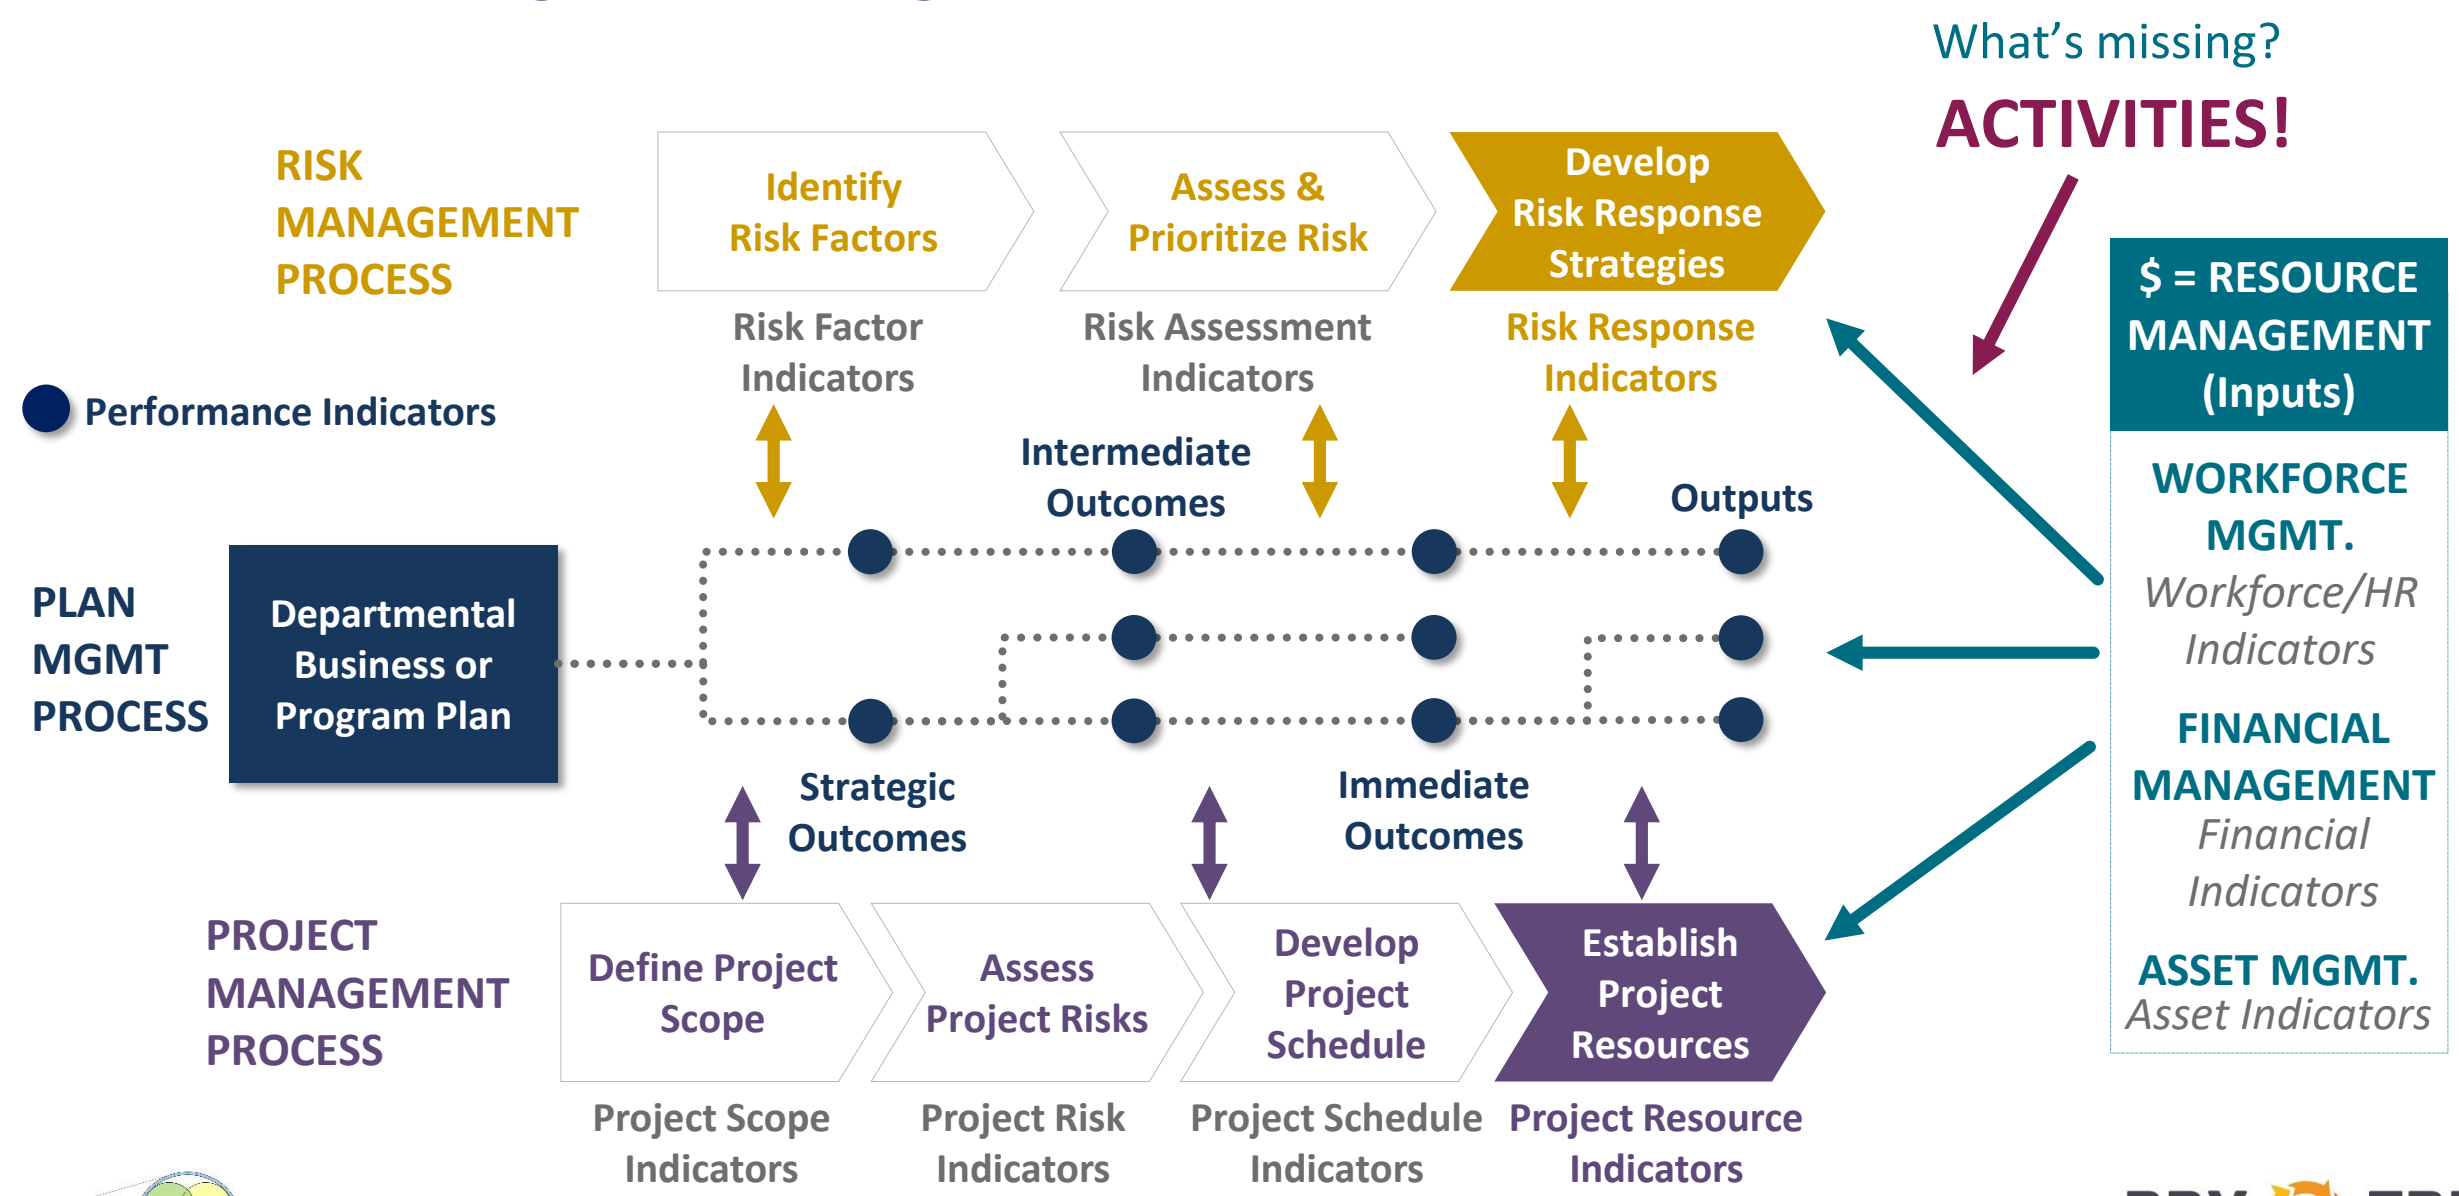 What's missing?
ACTIVITIES!
RISK
MANAGEMENT
PROCESS
Identify
Risk Factors
Assess &
Prioritize Risk
Develop
Risk Response
Strategies
Risk Factor
Indicators
Risk Assessment
Indicators
Risk Response
Indicators
$ = RESOURCE
MANAGEMENT
(Inputs)
Performance Indicators
Intermediate
Outcomes
Outputs
WORKFORCE
MGMT.
Workforce/HR
Indicators
FINANCIAL
MANAGEMENT
Financial
Indicators
ASSET MGMT.
Asset Indicators
PLAN
MGMT
PROCESS
Departmental
Business or
Program Plan
Strategic
Outcomes
Immediate
Outcomes
PROJECT
MANAGEMENT
PROCESS
Define Project
Scope
Assess
Project Risks
Develop
Project
Schedule
Establish
Project
Resources
Project Scope
Indicators
Project Risk
Indicators
Project Schedule
Indicators
Project Resource
Indicators